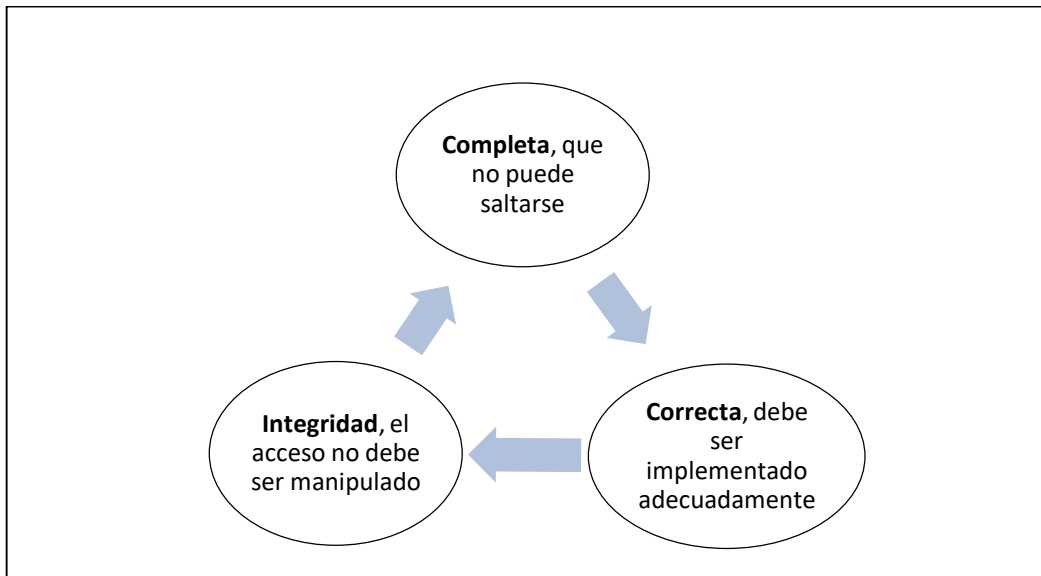 Completa, que
no puede
saltarse
Correcta, debe
ser
implementado
adecuadamente
Integridad, el
acceso no debe
ser manipulado